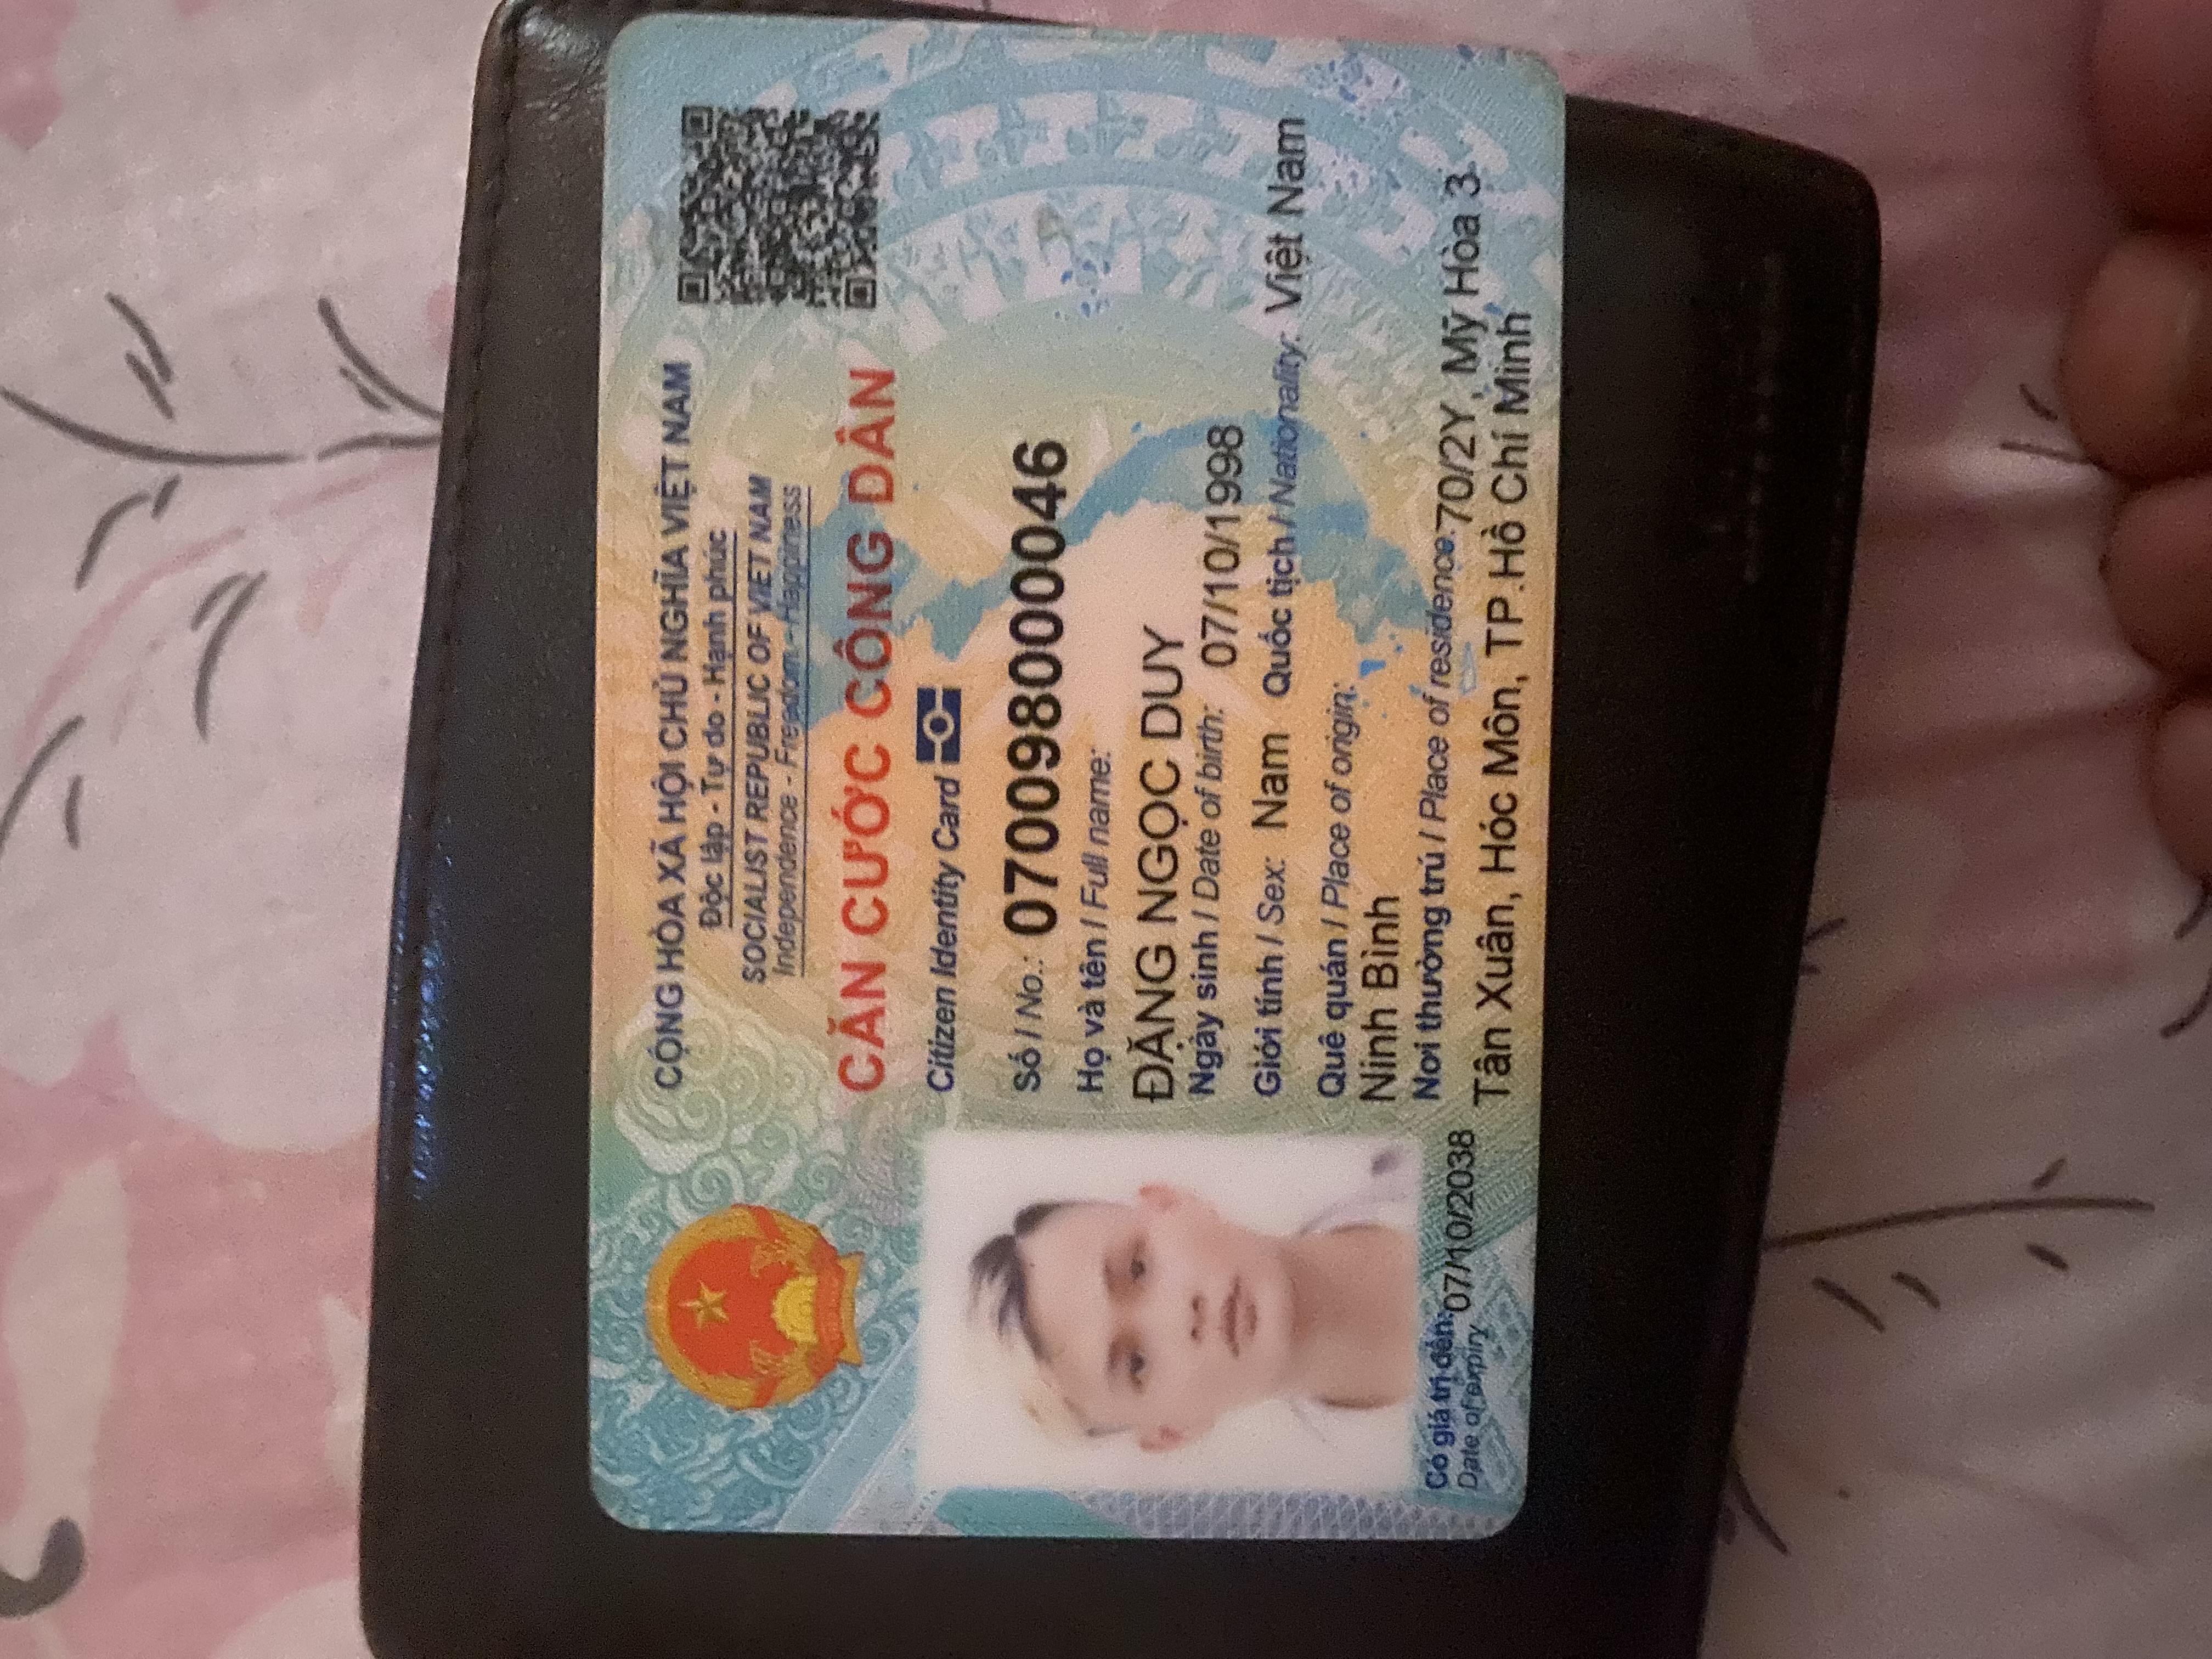 CỘNG HÒA XÃ HỘI CHỦ NGHĨA VIỆT NAM
Độc lập - Tự do - Hạnh phúc
SOCIALIST REPUBLIC OF VIET NAM
Independence - Freedom - Happiness
CĂN CƯỚC CÔNG DÂN
Citizen Identity Card
Số / No.: 070098000046
Họ và tên / Full name:
ĐẶNG NGỌC DUY
Ngày sinh / Date of birth: 07/10/1998
Giới tính / Sex: Nam Quốc tịch / Nationality: Việt Nam
Quê quán / Place of origin:
Ninh Bình
Nơi thường trú / Place of residence: 70/2Y, Mỹ Hòa 3
Tân Xuân, Hóc Môn, TP.Hồ Chí Minh
Có giá trị đến: 07/10/2038
Date of expiry